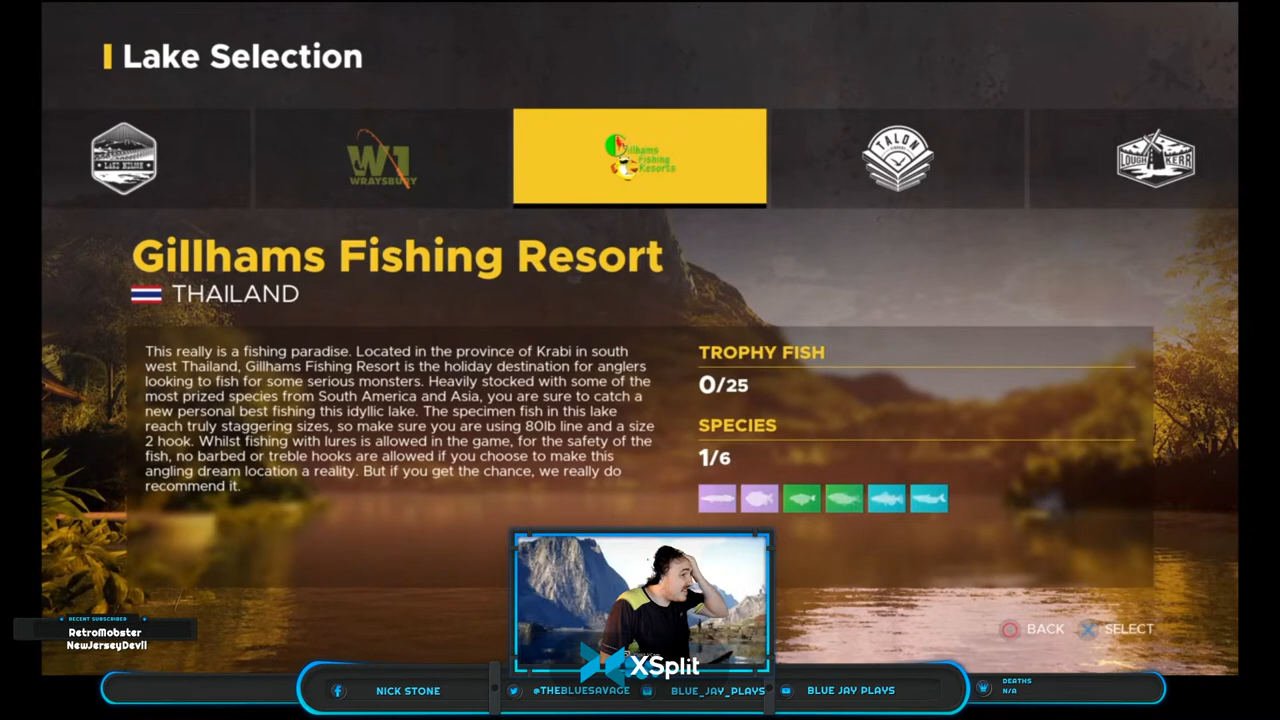 Lake Selection
LAKE WILSON
W1
WRAYSBURY
Gillhams
Fishing
Resorts
TALON
LOUGH KERR
Gillhams Fishing Resort
THAILAND
This really is a fishing paradise. Located in the province of Krabi in south
west Thailand, Gillhams Fishing Resort is the holiday destination for anglers
looking to fish for some serious monsters. Heavily stocked with some of the
most prized species from South America and Asia, you are sure to catch a
new personal best fishing this idyllic lake. The specimen fish in this lake
reach truly staggering sizes, so make sure you are using 80lb line and a size
2 hook. Whilst fishing with lures is allowed in the game, for the safety of the
fish, no barbed or treble hooks are allowed if you choose to make this
angling dream location a reality. But if you get the chance, we really do
recommend it.
TROPHY FISH
0/25
SPECIES
1/6
BACK
SELECT
RECENT SUBSCRIBER
RetroMobster
NewJerseyDevil
XSplit
NICK STONE
@THEBLUESAVAGE
BLUE_JAY_PLAYS
BLUE JAY PLAYS
DEATHS
N/A